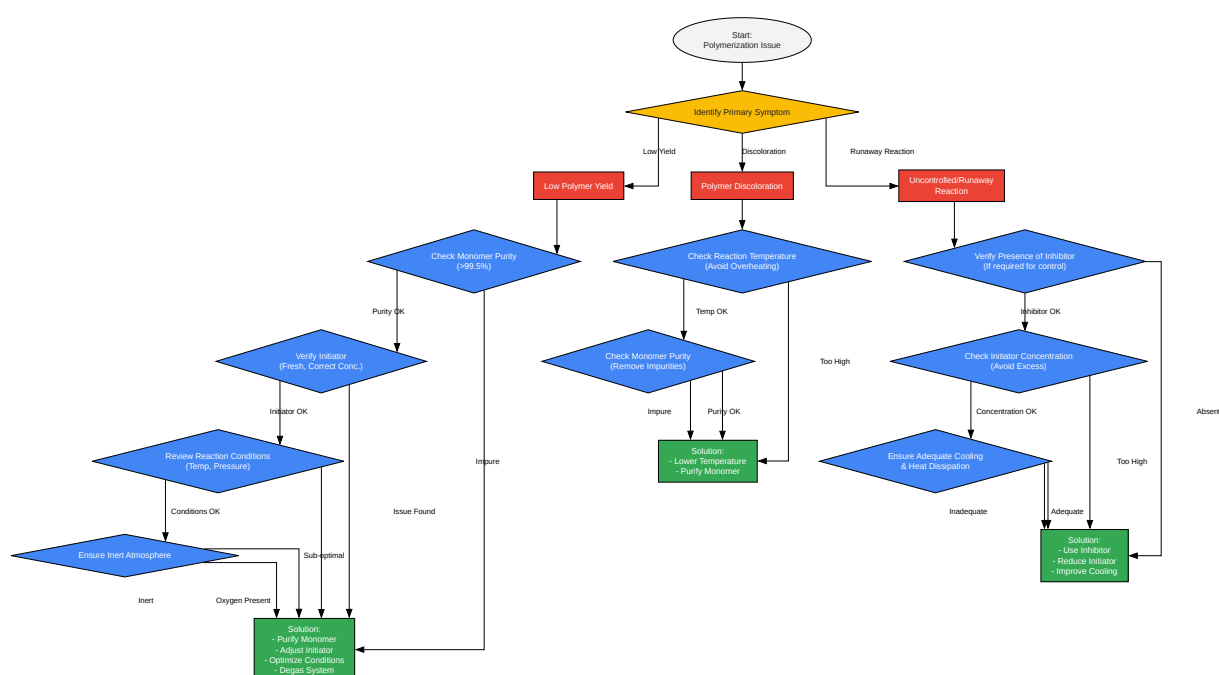 Start:
Polymerization Issue
Identify Primary Symptom
Low Yield
Discoloration
Runaway Reaction
Low Polymer Yield
Polymer Discoloration
Uncontrolled/Runaway
Reaction
Check Monomer Purity
(>99.5%)
Check Reaction Temperature
(Avoid Overheating)
Verify Presence of Inhibitor
(If required for control)
Purity OK
Temp OK
Inhibitor OK
Verify Initiator
(Fresh, Correct Conc.)
Check Monomer Purity
(Remove Impurities)
Too High
Check Initiator Concentration
(Avoid Excess)
Initiator OK
Impure
Purity OK
Concentration OK
Absent
Review Reaction Conditions
(Temp, Pressure)
Impure
Solution:
- Lower Temperature
- Purify Monomer
Ensure Adequate Cooling
& Heat Dissipation
Too High
Conditions OK
Issue Found
Inadequate
Adequate
Ensure Inert Atmosphere
Sub-optimal
Solution:
- Use Inhibitor
- Reduce Initiator
- Improve Cooling
Inert
Oxygen Present
Solution:
- Purify Monomer
- Adjust Initiator
- Optimize Conditions
- Degas System